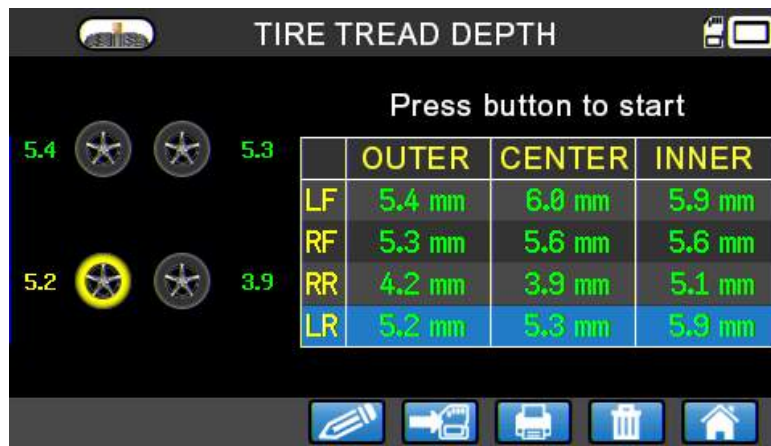 TIRE TREAD DEPTH
Press button to start
5.4 5.3
OUTER CENTER INNER
LF 5.4 mm 6.0 mm 5.9 mm
RF 5.3 mm 5.6 mm 5.6 mm
5.2 3.9
RR 4.2 mm 3.9 mm 5.1 mm
LR 5.2 mm 5.3 mm 5.9 mm